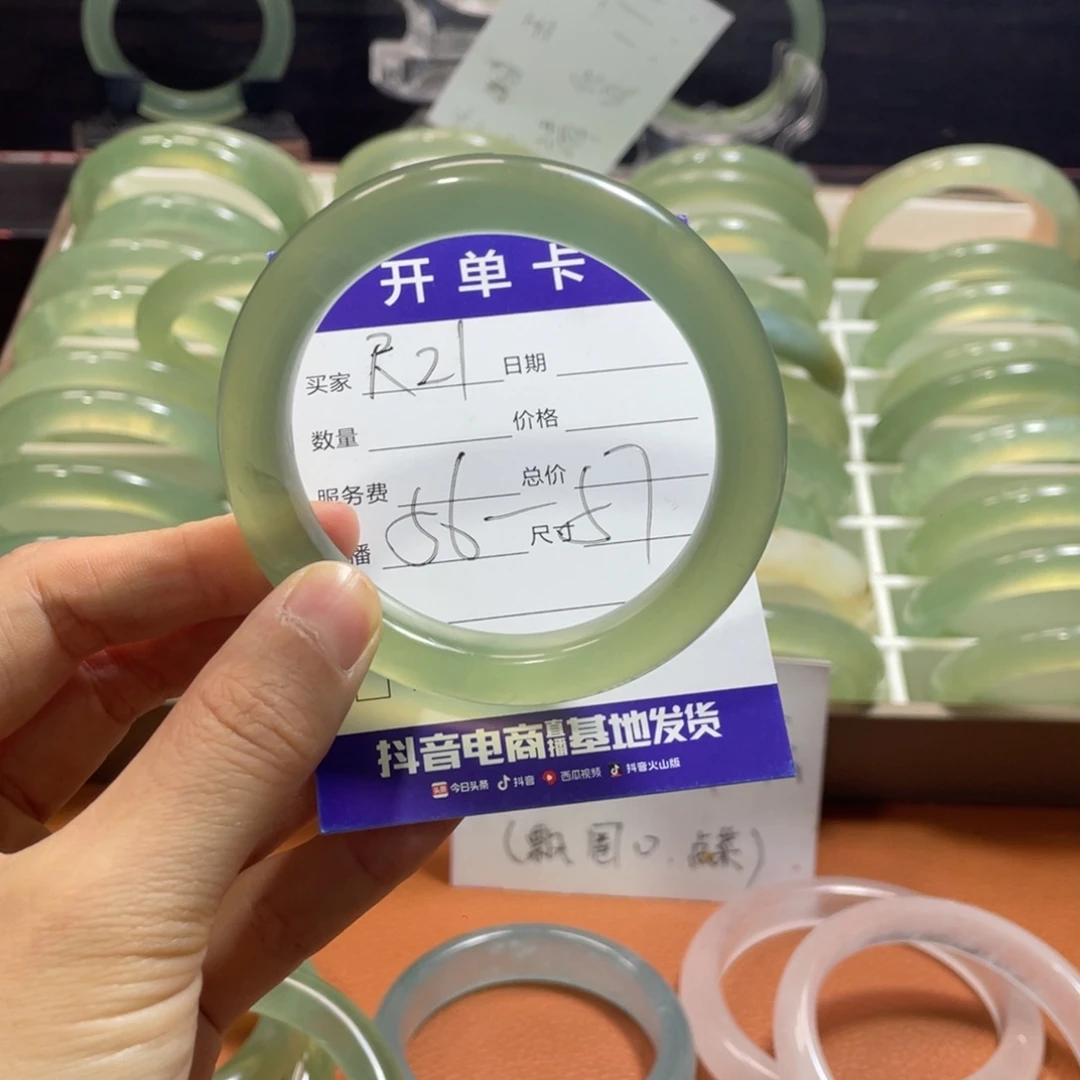 开单卡
买家 R21 日期
数量 价格
服务费 总价
播 56—57 尺寸
抖音电商直播基地发货
今日头条 抖音 西瓜视频 抖音火山版